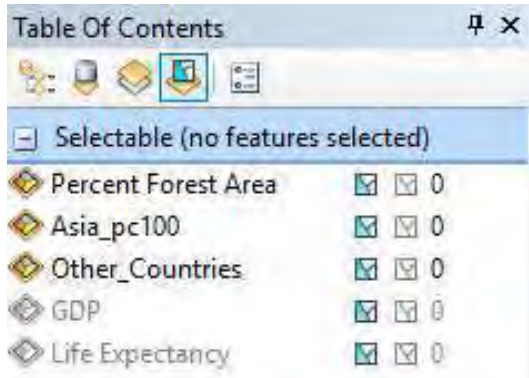 Table Of Contents
Selectable (no features selected)
Percent Forest Area 0
Asia_pc100 0
Other_Countries 0
GDP 0
Life Expectancy 0